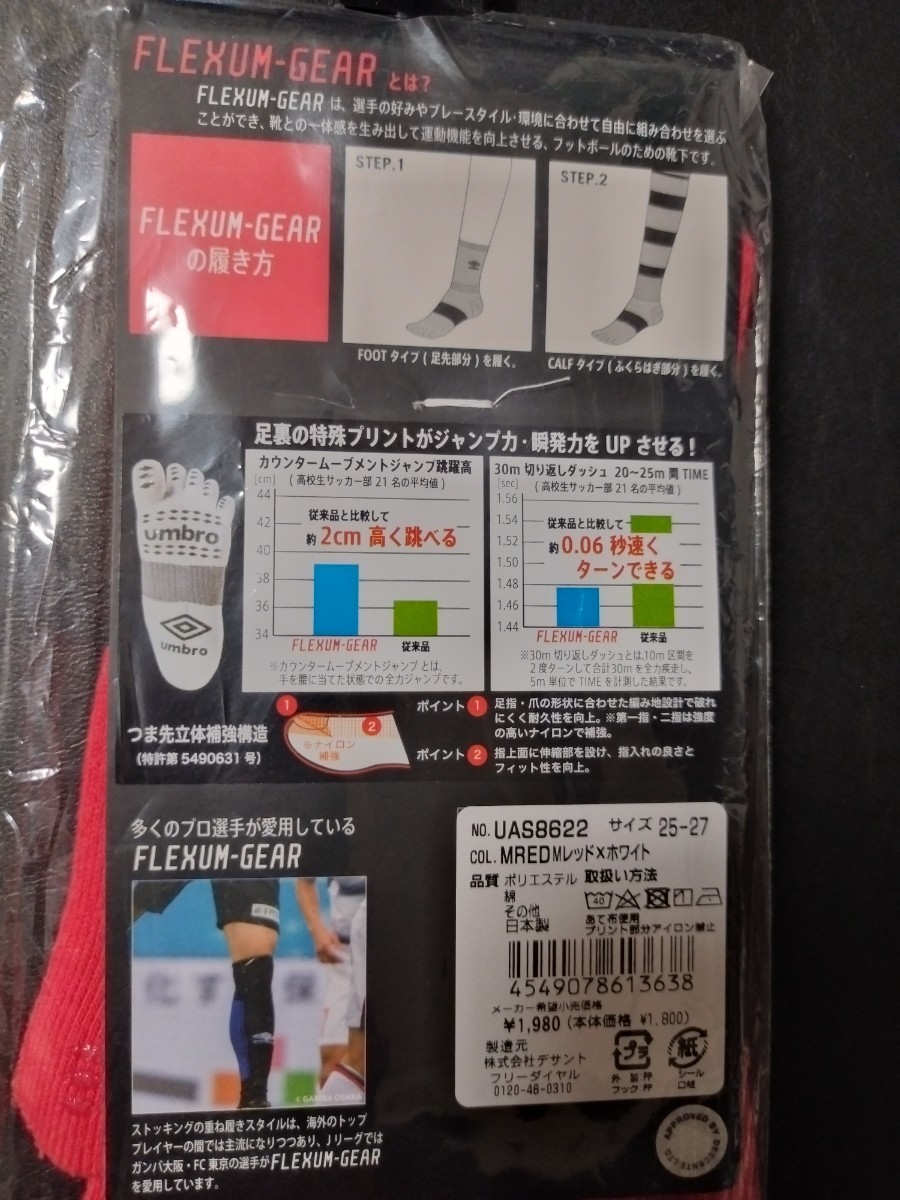 FLEXUM-GEAR とは?
FLEXUM-GEAR は、選手の好みやプレースタイル・環境に合わせて自由に組み合わせを選ぶ
ことができ、靴との一体感を生み出して運動機能を向上させる、フットボールのための靴下です。
FLEXUM-GEAR
の履き方
STEP.1
FOOT タイプ ( 足先部分 ) を履く。
STEP.2
CALF タイプ ( ふくらはぎ部分 ) を履く。
足裏の特殊プリントがジャンプ力・瞬発力を UP させる!
umbro
umbro
カウンタームーブメントジャンプ跳躍高
( 高校生サッカー部 21 名の平均値 )
[cm]
44
42
40
38
36
34
従来品と比較して
約 2cm 高く跳べる
FLEXUM-GEAR 従来品
※カウンタームーブメントジャンプ とは、
手を腰に当てた状態での全力ジャンプです。
30m 切り返しダッシュ 20~25m 間 TIME
( 高校生サッカー部 21 名の平均値 )
[sec]
1.56
1.54
1.52
1.50
1.48
1.46
1.44
従来品と比較して
約 0.06 秒速く
ターンできる
FLEXUM-GEAR 従来品
※30m 切り返しダッシュとは、10m 区間を
2 度ターンして合計30m を全力疾走し、
5m 単位で TIME を計測した結果です。
つま先立体補強構造
(特許第 5490631 号)
1
2
※ナイロン
補強
ポイント 1 足指・爪の形状に合わせた編み地設計で破れ
にくく耐久性を向上。※第一指・二指は強度
の高いナイロンで補強。
ポイント 2 指上面に伸縮部を設け、指入れの良さと
フィット性を向上。
多くのプロ選手が愛用している
FLEXUM-GEAR
© GAMBA OSAKA
ストッキングの重ね履きスタイルは、海外のトップ
プレイヤーの間では主流になりつつあり、J リーグでは
ガンバ大阪・FC 東京の選手が FLEXUM-GEAR
を愛用しています。
NO. UAS8622 サイズ 25-27
COL. MRED Mレッド×ホワイト
品質 ポリエステル 取扱い方法
綿
その他
日本製
40
あて布使用
プリント部分アイロン禁止
4549078613638
メーカー希望小売価格
¥1,980 (本体価格 ¥1,800)
製造元
株式会社デサント
フリーダイヤル
0120-46-0310
プラ
外 装:PP
フック:PP
紙
シール
口紙
APPROVED BY DESCENTE LTD.